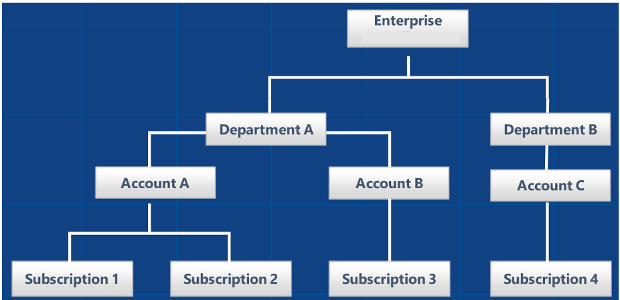 Enterprise
Department A
Department B
Account A
Account B
Account C
Subscription 1
Subscription 2
Subscription 3
Subscription 4